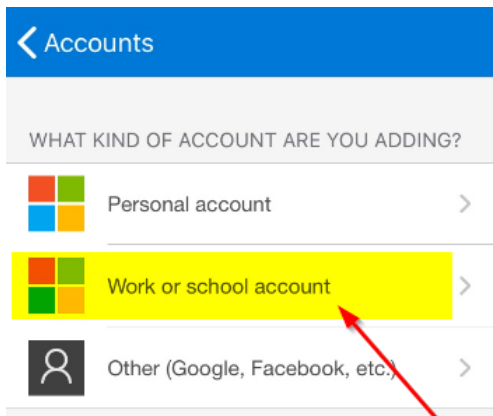 Accounts
WHAT KIND OF ACCOUNT ARE YOU ADDING?
Personal account
Work or school account
Other (Google, Facebook, etc.)